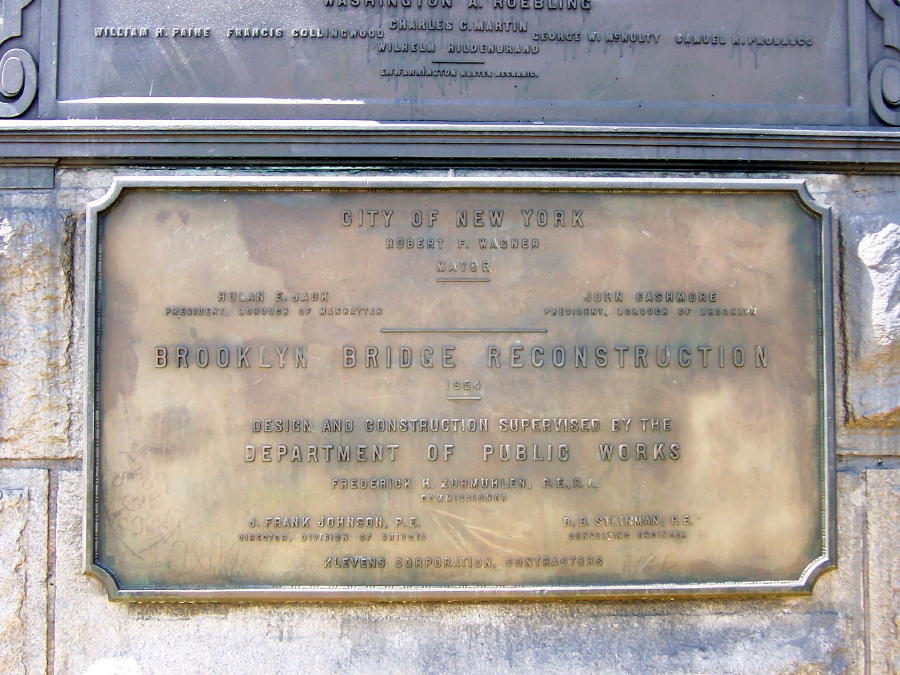 WASHINGTON A. ROEBLING
CHARLES C. MARTIN
WILLIAM H. PAINE FRANCIS COLLINGWOOD GEORGE W. McNULTY SAMUEL R. PROBASCO
WILHELM HILDENBRAND
E.F. FARRINGTON MASTER MECHANIC.
CITY OF NEW YORK
ROBERT F. WAGNER
MAYOR
HULAN E. JACK JOHN CASHMORE
PRESIDENT, BOROUGH OF MANHATTAN PRESIDENT, BOROUGH OF BROOKLYN
BROOKLYN BRIDGE RECONSTRUCTION
1954
DESIGN AND CONSTRUCTION SUPERVISED BY THE
DEPARTMENT OF PUBLIC WORKS
FREDERICK H. ZURMUHLEN, P.E., R.A.
COMMISSIONER
J. FRANK JOHNSON, P.E. D.B. STEINMAN, P.E.
DIRECTOR, DIVISION OF BRIDGES CONSULTING ENGINEER
KLEVENS CORPORATION, CONTRACTORS